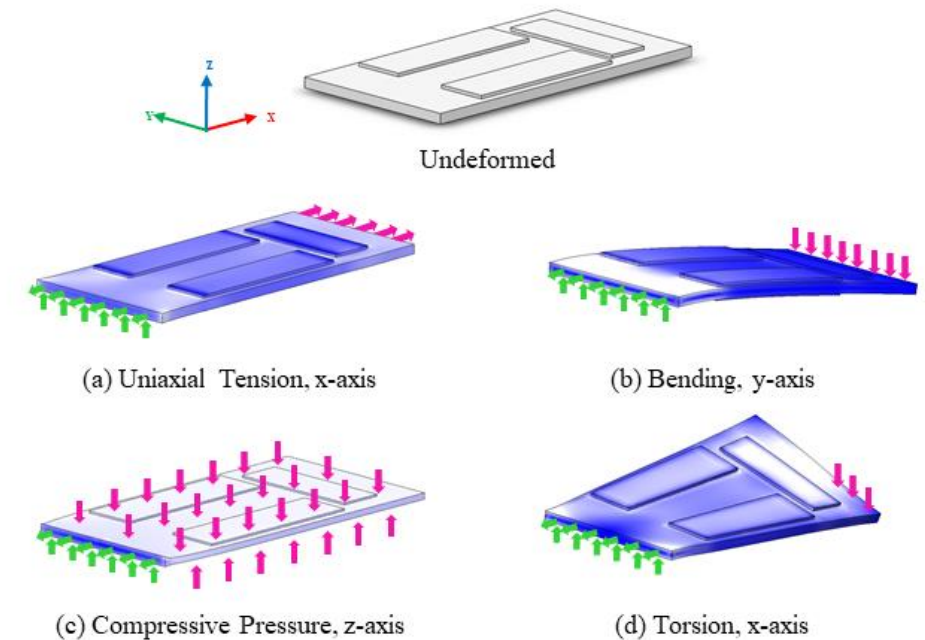 z
Y
x
Undeformed
(a) Uniaxial Tension, x-axis
(b) Bending, y-axis
(c) Compressive Pressure, z-axis
(d) Torsion, x-axis